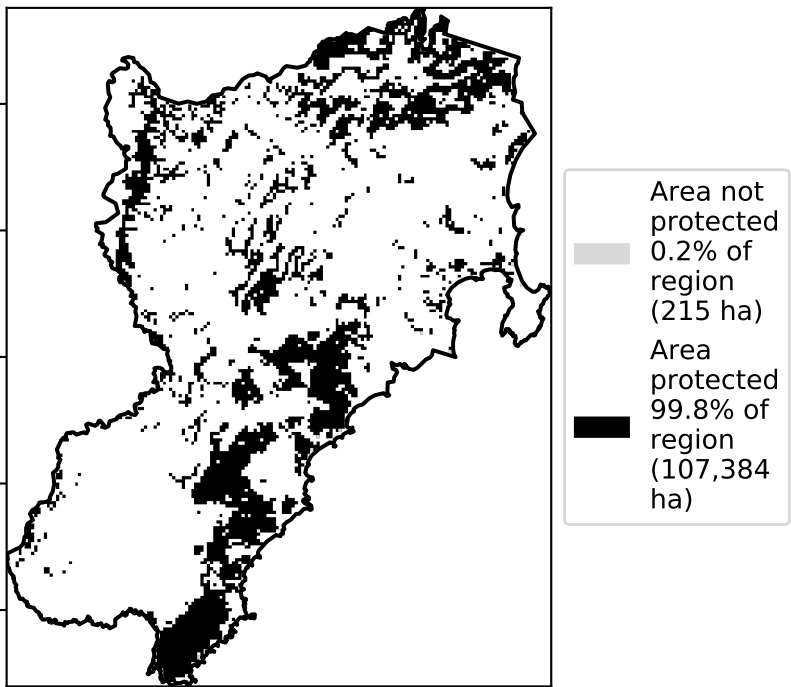 Area not
protected
0.2% of
region
(215 ha)
Area
protected
99.8% of
region
(107,384
ha)